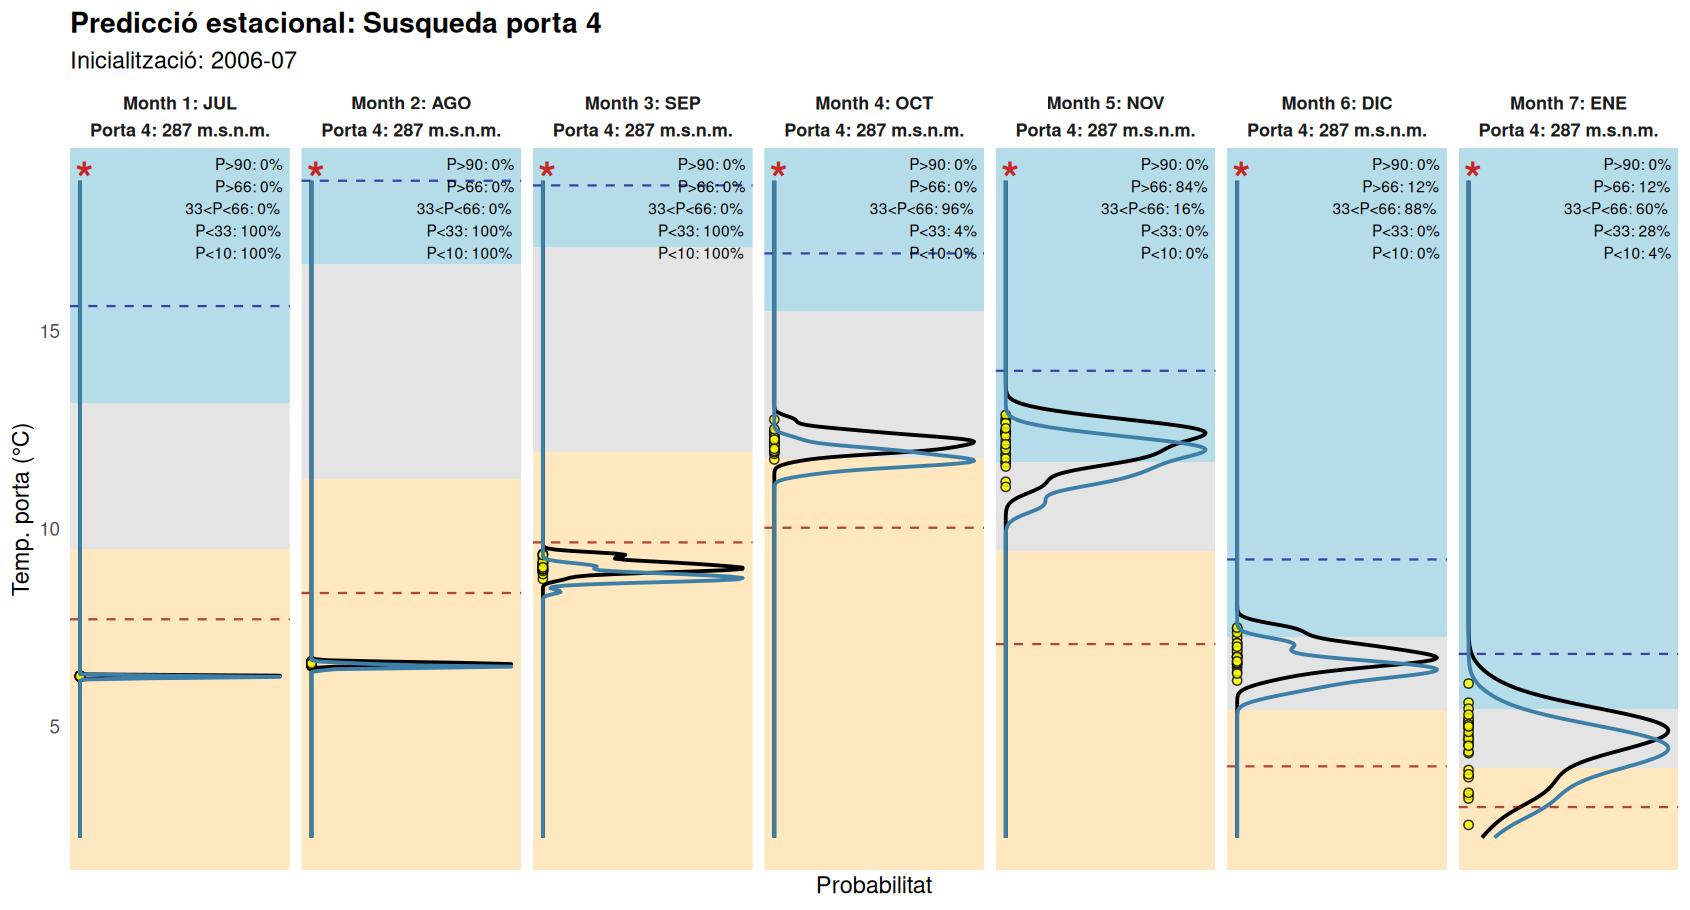 Predicció estacional: Susqueda porta 4
Inicialització: 2006-07
Month 1: JUL
Porta 4: 287 m.s.n.m.
Month 2: AGO
Porta 4: 287 m.s.n.m.
Month 3: SEP
Porta 4: 287 m.s.n.m.
Month 4: OCT
Porta 4: 287 m.s.n.m.
Month 5: NOV
Porta 4: 287 m.s.n.m.
Month 6: DIC
Porta 4: 287 m.s.n.m.
Month 7: ENE
Porta 4: 287 m.s.n.m.
*
P>90: 0%
P>66: 0%
33<P<66: 0%
P<33: 100%
P<10: 100%
*
P>90: 0%
P>66: 0%
33<P<66: 0%
P<33: 100%
P<10: 100%
*
P>90: 0%
P>66: 0%
33<P<66: 0%
P<33: 100%
P<10: 100%
*
P>90: 0%
P>66: 0%
33<P<66: 96%
P<33: 4%
P<10: 0%
*
P>90: 0%
P>66: 84%
33<P<66: 16%
P<33: 0%
P<10: 0%
*
P>90: 0%
P>66: 12%
33<P<66: 88%
P<33: 0%
P<10: 0%
*
P>90: 0%
P>66: 12%
33<P<66: 60%
P<33: 28%
P<10: 4%
15
10
5
Temp. porta (°C)
Probabilitat